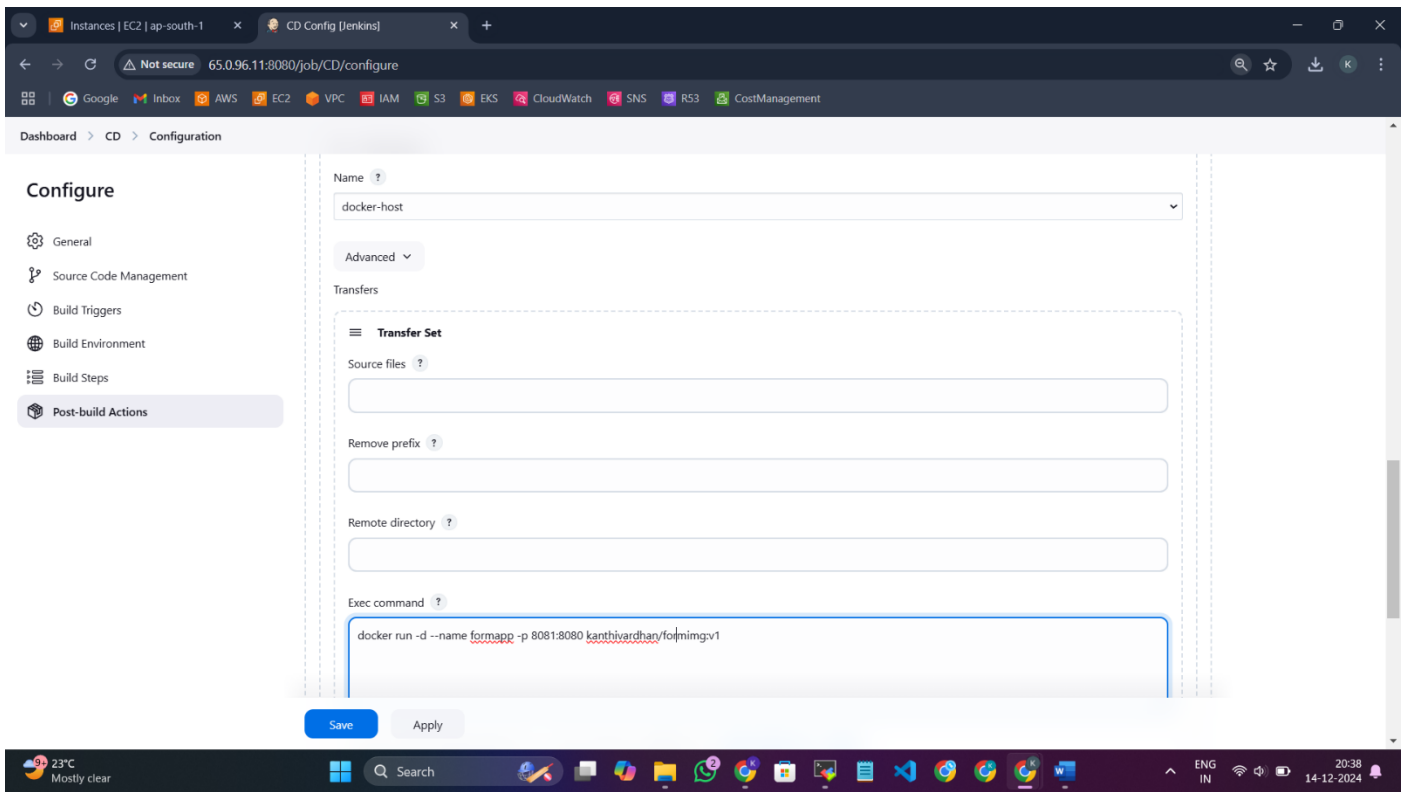 Instances | EC2 | ap-south-1
CD Config [Jenkins]
Not secure 65.0.96.11:8080/job/CD/configure
K
Google Inbox AWS EC2 VPC IAM S3 EKS CloudWatch SNS R53 CostManagement
Dashboard > CD > Configuration
Configure
General
Source Code Management
Build Triggers
Build Environment
Build Steps
Post-build Actions
Name ?
docker-host
Advanced
Transfers
Transfer Set
Source files ?
Remove prefix ?
Remote directory ?
Exec command ?
docker run -d --name formapp -p 8081:8080 kanthivardhan/formimg:v1
Save Apply
9+
23°C
Mostly clear
Search
2
ENG
IN
20:38
14-12-2024